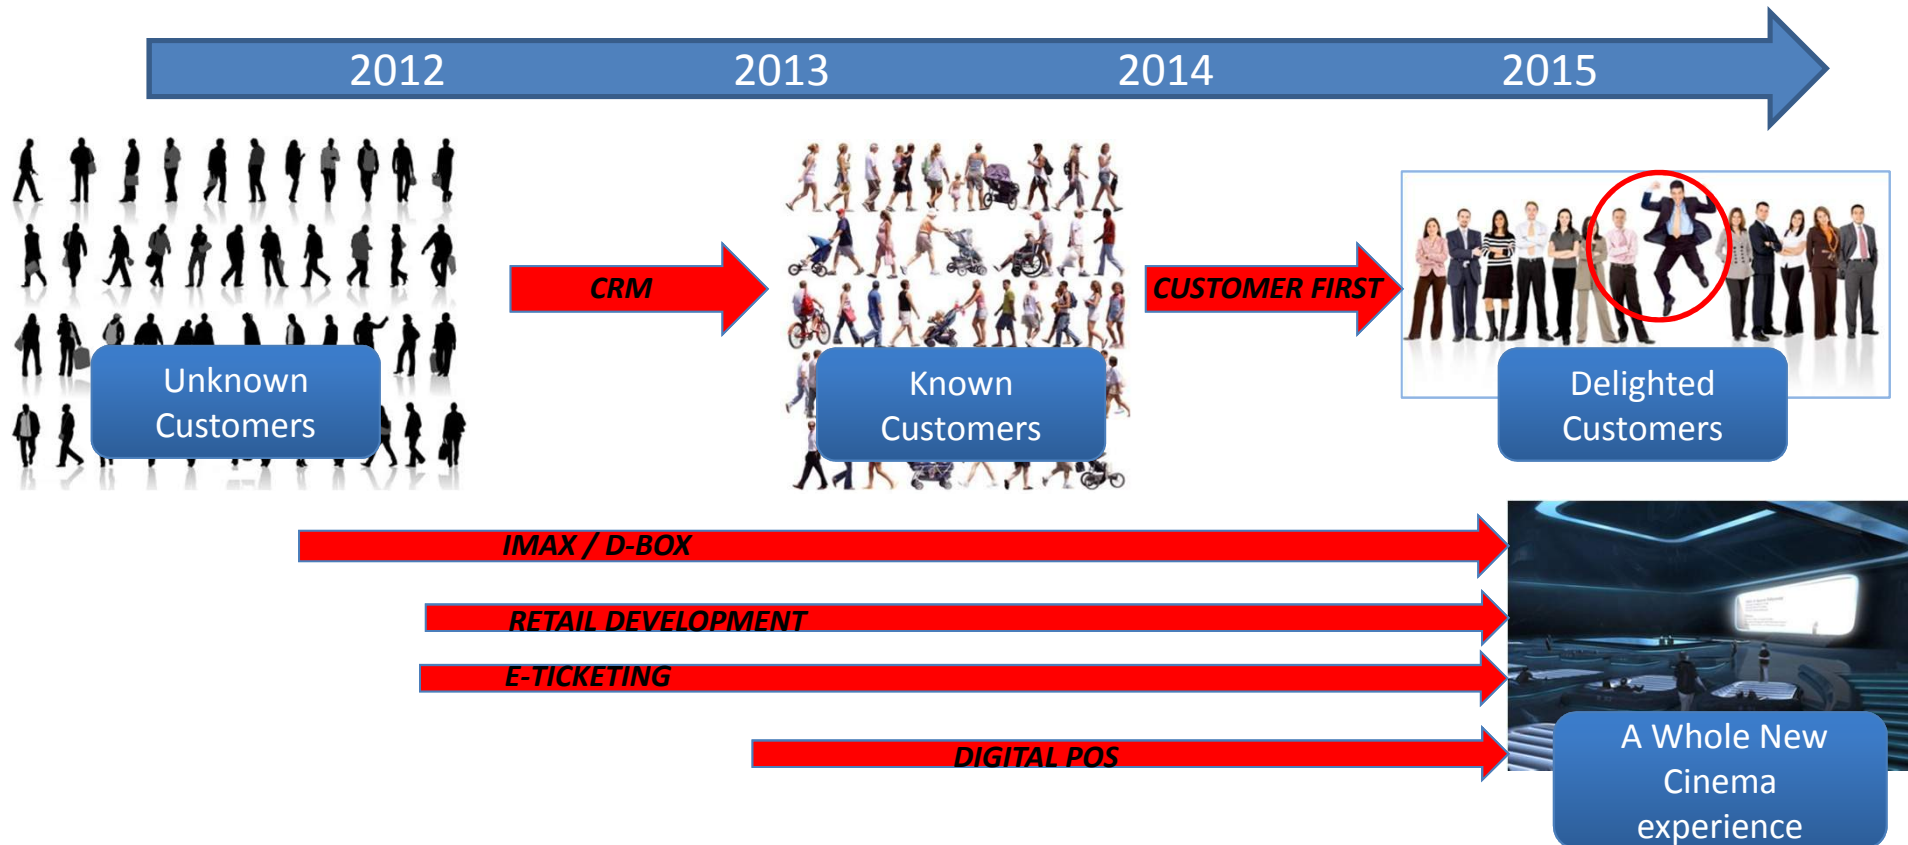 2012 2013 2014 2015
CRM
CUSTOMER FIRST
Unknown
Customers
Known
Customers
Delighted
Customers
IMAX / D-BOX
RETAIL DEVELOPMENT
E-TICKETING
DIGITAL POS
A Whole New
Cinema
experience